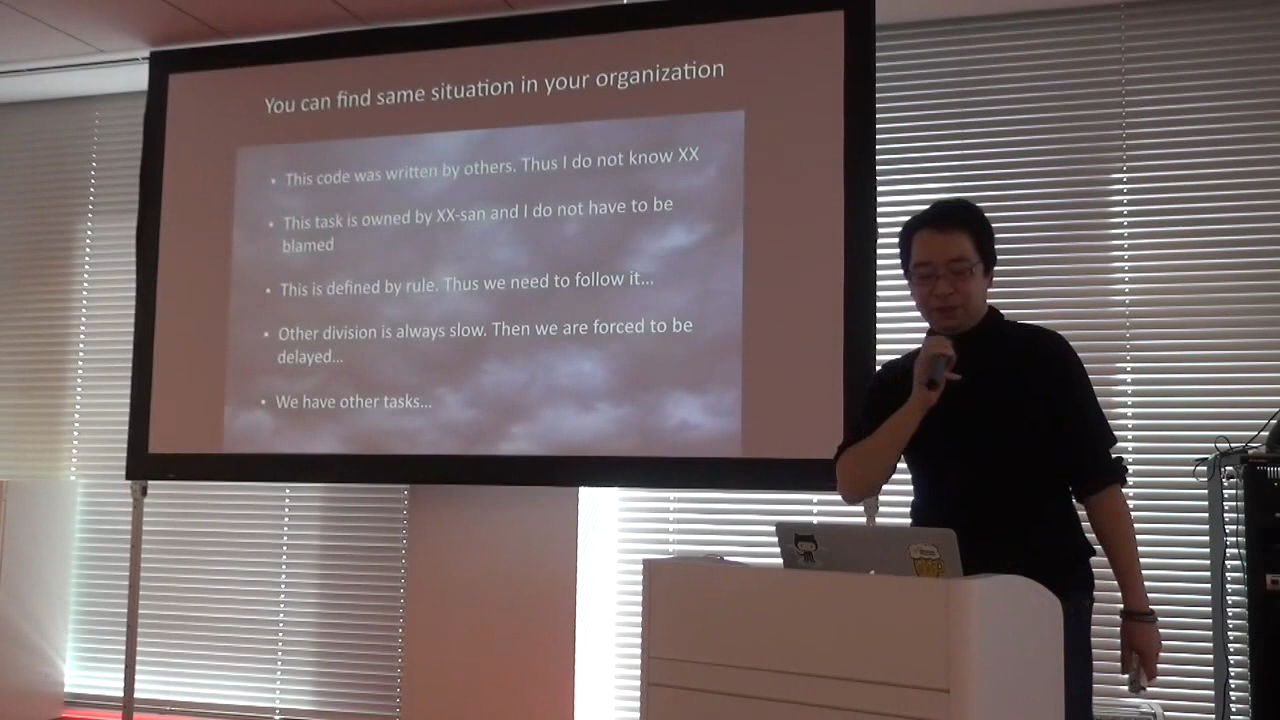 You can find same situation in your organization
• This code was written by others. Thus I do not know XX
• This task is owned by XX-san and I do not have to be
blamed
• This is defined by rule. Thus we need to follow it...
• Other division is always slow. Then we are forced to be
delayed...
• We have other tasks...